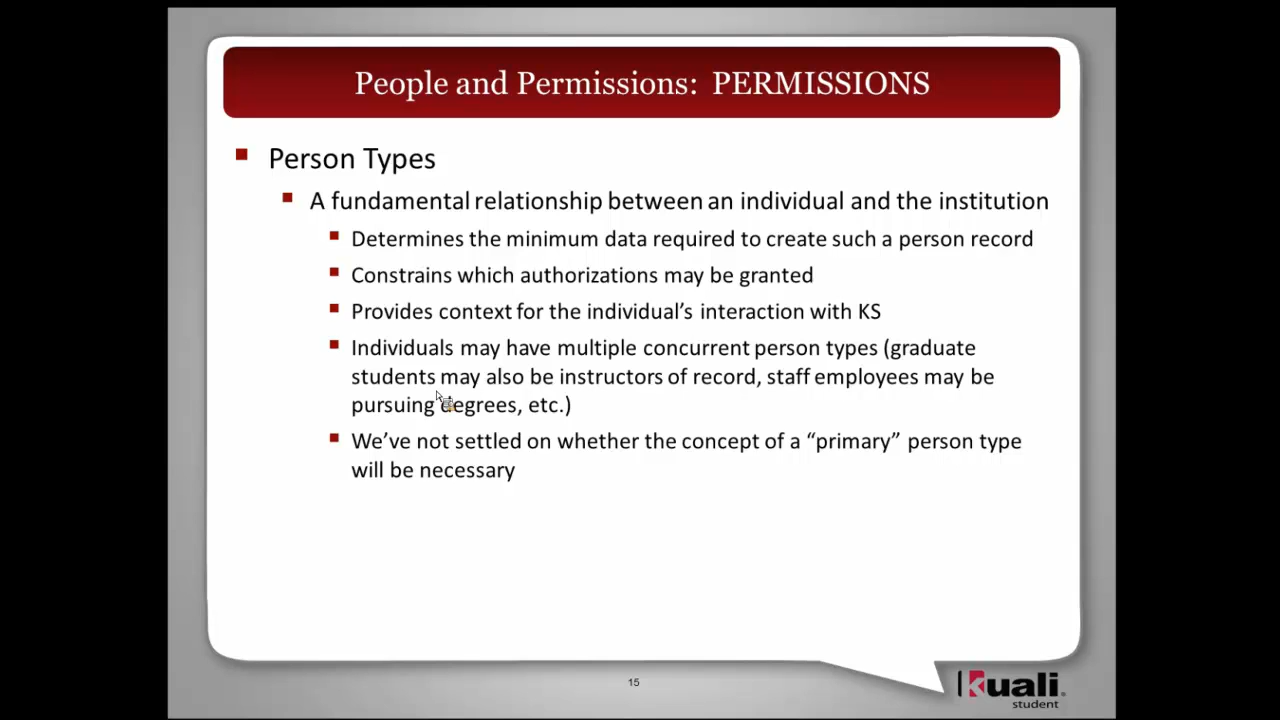 People and Permissions:  PERMISSIONS
Person Types
A fundamental relationship between an individual and the institution
Determines the minimum data required to create such a person record
Constrains which authorizations may be granted
Provides context for the individual’s interaction with KS
Individuals may have multiple concurrent person types (graduate
students may also be instructors of record, staff employees may be
pursuing degrees, etc.)
We’ve not settled on whether the concept of a “primary” person type
will be necessary
15
Kuali
student